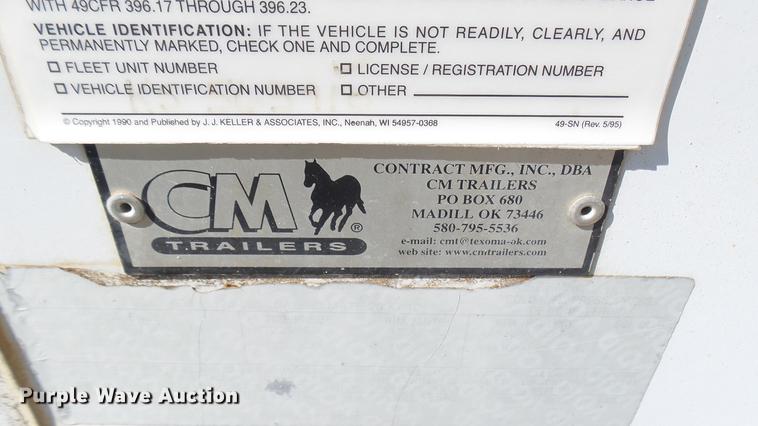 WITH 49CFR 396.17 THROUGH 396.23.
VEHICLE IDENTIFICATION: IF THE VEHICLE IS NOT READILY, CLEARLY, AND
PERMANENTLY MARKED, CHECK ONE AND COMPLETE.
☐ FLEET UNIT NUMBER ☐ LICENSE / REGISTRATION NUMBER
☐ VEHICLE IDENTIFICATION NUMBER ☐ OTHER
© Copyright 1990 and Published by J. J. KELLER & ASSOCIATES, INC., Neenah, WI 54957-0368 49-SN (Rev. 5/95)
CM
TRAILERS ®
CONTRACT MFG., INC., DBA
CM TRAILERS
PO BOX 680
MADILL OK 73446
580-795-5536
e-mail: cmt@texoma-ok.com
web site: www.cmtrailers.com
Purple Wave Auction